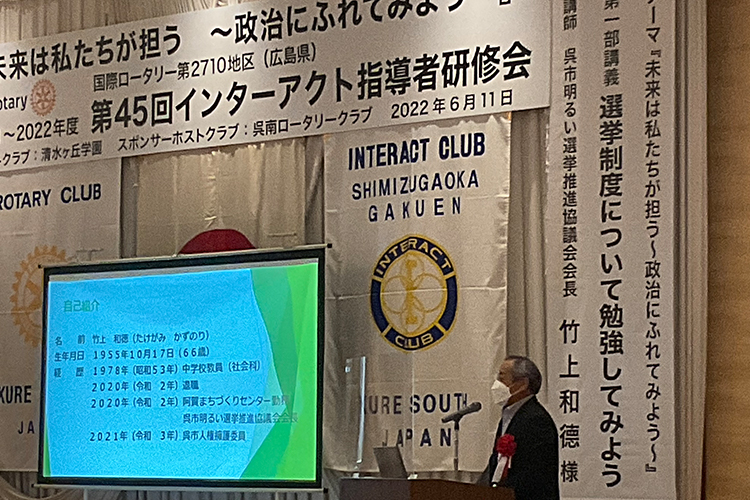 未来は私たちが担う ～政治にふれてみよう～』
国際ロータリー第2710地区（広島県）
～2022年度 第45回インターアクト指導者研修会
クラブ：清水ヶ丘学園 スポンサーホストクラブ：呉南ロータリークラブ 2022年6月11日
otary
ROTARY CLUB
KURE
JA
INTERACT CLUB
SHIMIZUGAOKA
GAKUEN
INTERACT
CLUB
KURE SOUTH
JAPAN
自己紹介
名 前 竹上 和徳（たけがみ かずのり）
生年月日 1955年10月17日（66歳）
経 歴 1978年（昭和53年）中学校教員（社会科）
2020年（令和 2年）退職
2020年（令和 2年）阿賀まちづくりセンター勤務
呉市明るい選挙推進協議会会長
2021年（令和 3年）呉市人権擁護委員
ーマ『未来は私たちが担う～政治にふれてみよう～』
第一部講義 選挙制度について勉強してみよう
講師 呉市明るい選挙推進協議会会長 竹上和德 様